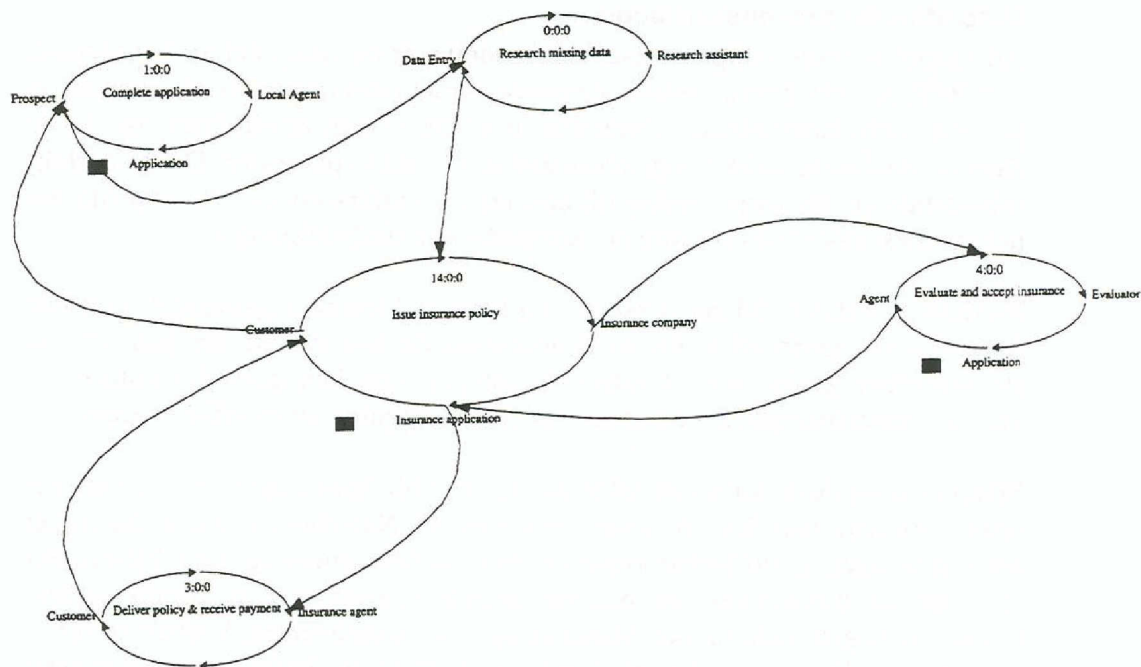 0:0:0
Data Entry
Research missing data
Research assistant
1:0:0
Prospect
Complete application
Local Agent
Application
14:0:0
4:0:0
Issue insurance policy
Agent
Evaluate and accept insurance
Evaluator
Customer
Insurance company
Application
Insurance application
3:0:0
Customer
Deliver policy & receive payment
Insurance agent